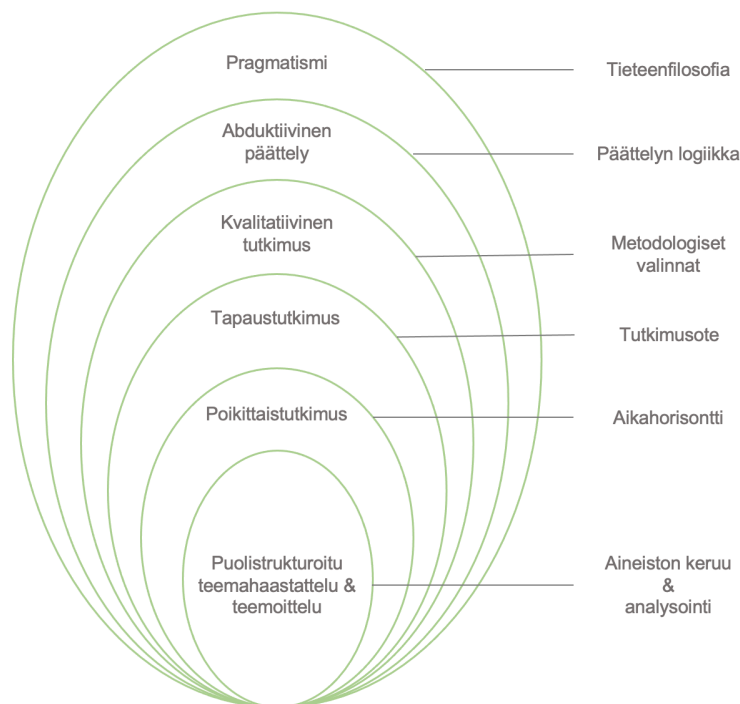 Pragmatismi
Tieteenfilosofia
Abduktiivinen
päättely
Päättelyn logiikka
Kvalitatiivinen
tutkimus
Metodologiset
valinnat
Tapaustutkimus
Tutkimusote
Poikittaistutkimus
Aikahorisontti
Puolistrukturoitu
teemahaastattelu &
teemoittelu
Aineiston keruu
&
analysointi